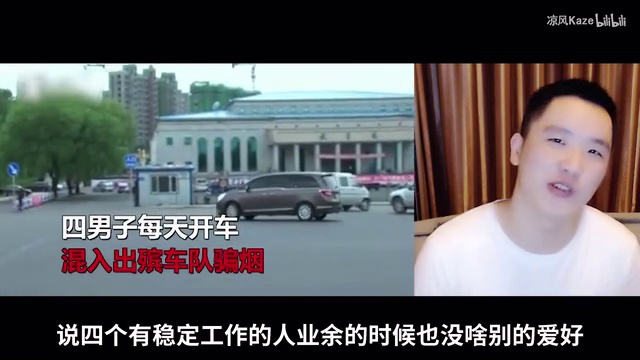 凉风Kaze bilibili
四男子每天开车
混入出殡车队骗烟
说四个有稳定工作的人业余的时候也没啥别的爱好